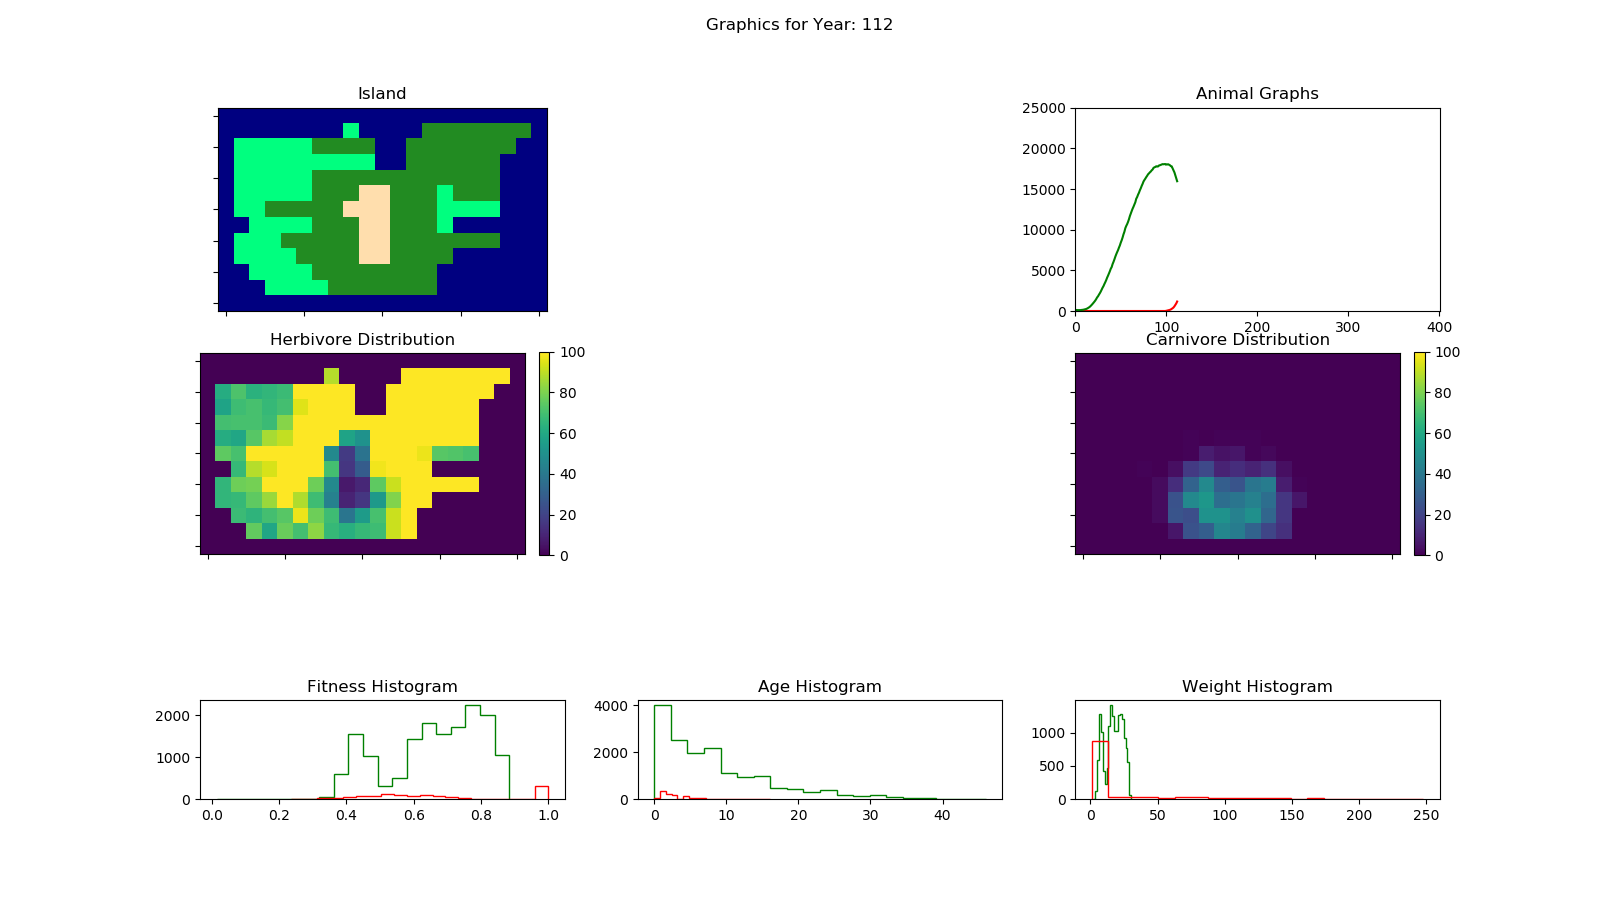 Graphics for Year: 112
Island
Animal Graphs
25000
20000
15000
10000
5000
0
0 100 200 300 400
Herbivore Distribution
100
80
60
40
20
0
Carnivore Distribution
100
80
60
40
20
0
Fitness Histogram
2000
1000
0
0.0 0.2 0.4 0.6 0.8 1.0
Age Histogram
4000
2000
0
0 10 20 30 40
Weight Histogram
1000
500
0
0 50 100 150 200 250